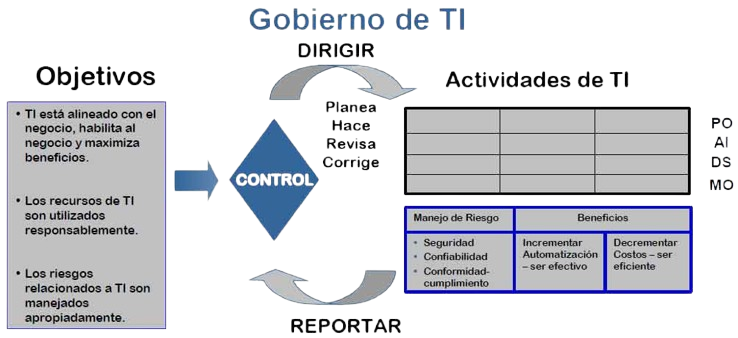 Gobierno de TI
DIRIGIR
Objetivos
• TI está alineado con el
negocio, habilita al
negocio y maximiza
beneficios.
• Los recursos de TI
son utilizados
responsablemente.
• Los riesgos
relacionados a TI son
manejados
apropiadamente.
CONTROL
Planea
Hace
Revisa
Corrige
Actividades de TI
PO
AI
DS
MO
Manejo de Riesgo
• Seguridad
• Confiabilidad
• Conformidad-
cumplimiento
Beneficios
Incrementar
Automatización
– ser efectivo
Decrementar
Costos – ser
eficiente
REPORTAR